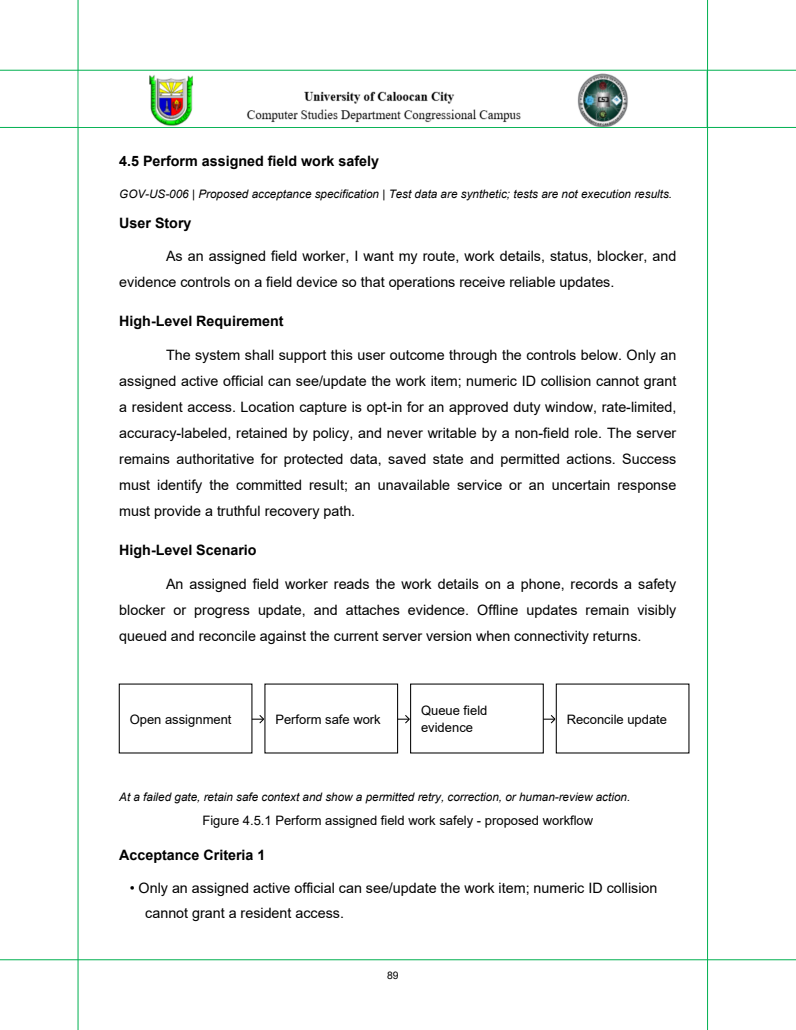 University of Caloocan City
Computer Studies Department Congressional Campus
4.5 Perform assigned field work safely
GOV-US-006 | Proposed acceptance specification | Test data are synthetic; tests are not execution results.
User Story
As an assigned field worker, I want my route, work details, status, blocker, and
evidence controls on a field device so that operations receive reliable updates.
High-Level Requirement
The system shall support this user outcome through the controls below. Only an
assigned active official can see/update the work item; numeric ID collision cannot grant
a resident access. Location capture is opt-in for an approved duty window, rate-limited,
accuracy-labeled, retained by policy, and never writable by a non-field role. The server
remains authoritative for protected data, saved state and permitted actions. Success
must identify the committed result; an unavailable service or an uncertain response
must provide a truthful recovery path.
High-Level Scenario
An assigned field worker reads the work details on a phone, records a safety
blocker or progress update, and attaches evidence. Offline updates remain visibly
queued and reconcile against the current server version when connectivity returns.
Open assignment
Perform safe work
Queue field
evidence
Reconcile update
At a failed gate, retain safe context and show a permitted retry, correction, or human-review action.
Figure 4.5.1 Perform assigned field work safely - proposed workflow
Acceptance Criteria 1
• Only an assigned active official can see/update the work item; numeric ID collision
cannot grant a resident access.
89